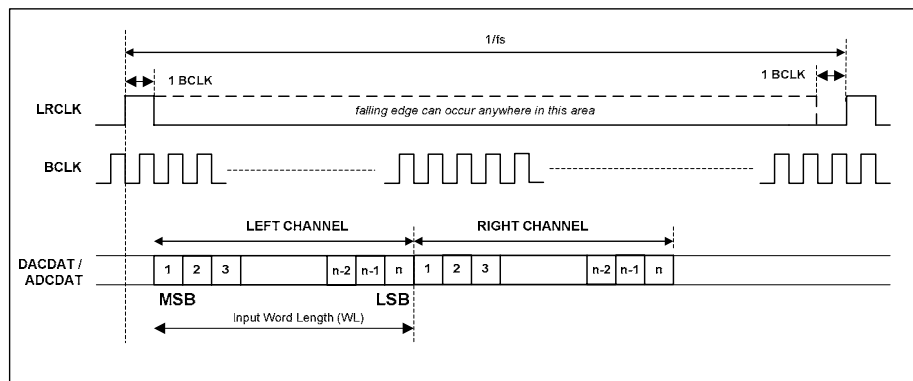 1/fs
1 BCLK
1 BCLK
LRCLK
falling edge can occur anywhere in this area
BCLK
LEFT CHANNEL
RIGHT CHANNEL
DACDAT /
ADCDAT
1 2 3 n-2 n-1 n 1 2 3 n-2 n-1 n
MSB LSB
Input Word Length (WL)